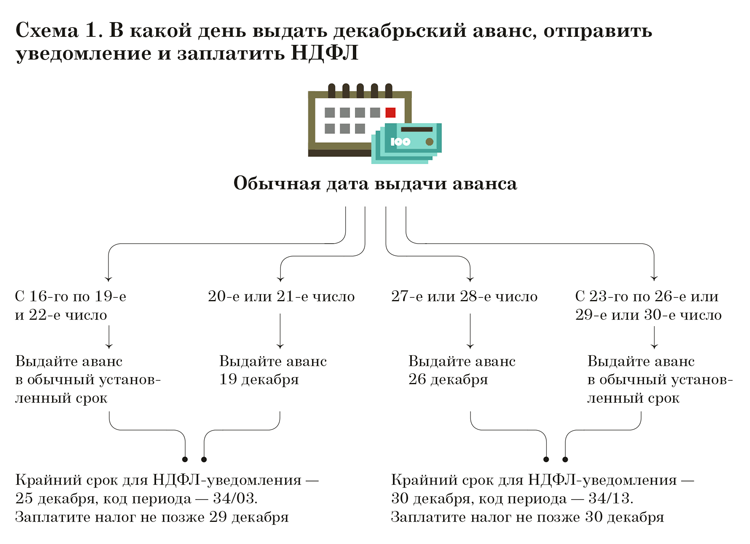 Схема 1. В какой день выдать декабрьский аванс, отправить
уведомление и заплатить НДФЛ
100
Обычная дата выдачи аванса
С 16-го по 19-е
и 22-е число
20-е или 21-е число
27-е или 28-е число
С 23-го по 26-е или
29-е или 30-е число
Выдайте аванс
в обычный установ-
ленный срок
Выдайте аванс
19 декабря
Выдайте аванс
26 декабря
Выдайте аванс
в обычный установ-
ленный срок
Крайний срок для НДФЛ-уведомления —
25 декабря, код периода — 34/03.
Заплатите налог не позже 29 декабря
Крайний срок для НДФЛ-уведомления —
30 декабря, код периода — 34/13.
Заплатите налог не позже 30 декабря